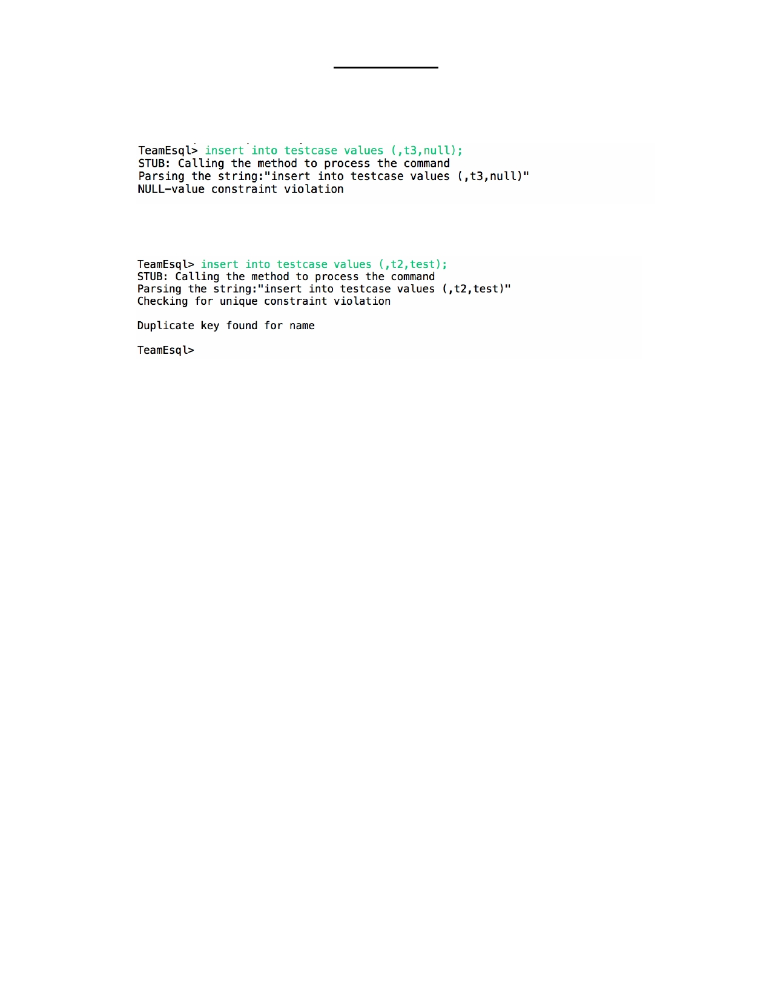 TeamEsql> insert into testcase values (,t3,null);
STUB: Calling the method to process the command
Parsing the string:"insert into testcase values (,t3,null)"
NULL-value constraint violation
TeamEsql> insert into testcase values (,t2,test);
STUB: Calling the method to process the command
Parsing the string:"insert into testcase values (,t2,test)"
Checking for unique constraint violation
Duplicate key found for name
TeamEsql>